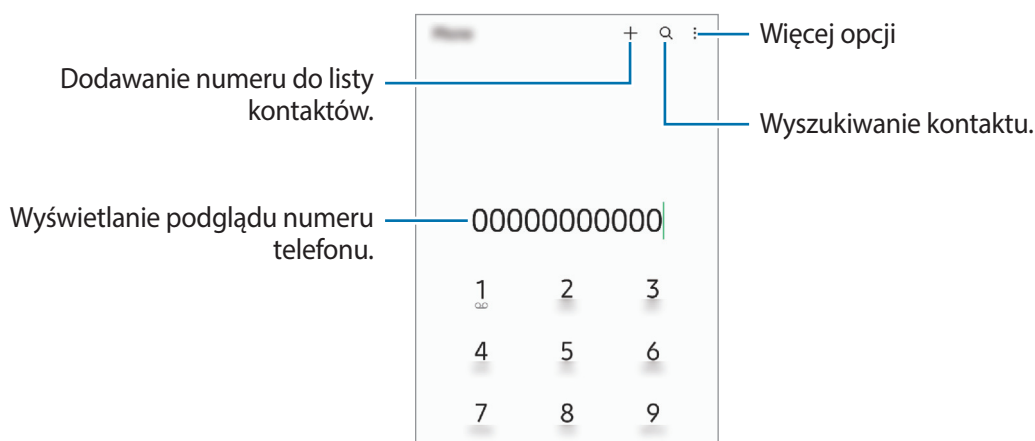 Więcej opcji
Dodawanie numeru do listy
kontaktów.
Wyszukiwanie kontaktu.
Wyświetlanie podglądu numeru
telefonu.
00000000000
1 2 3
4 5 6
7 8 9